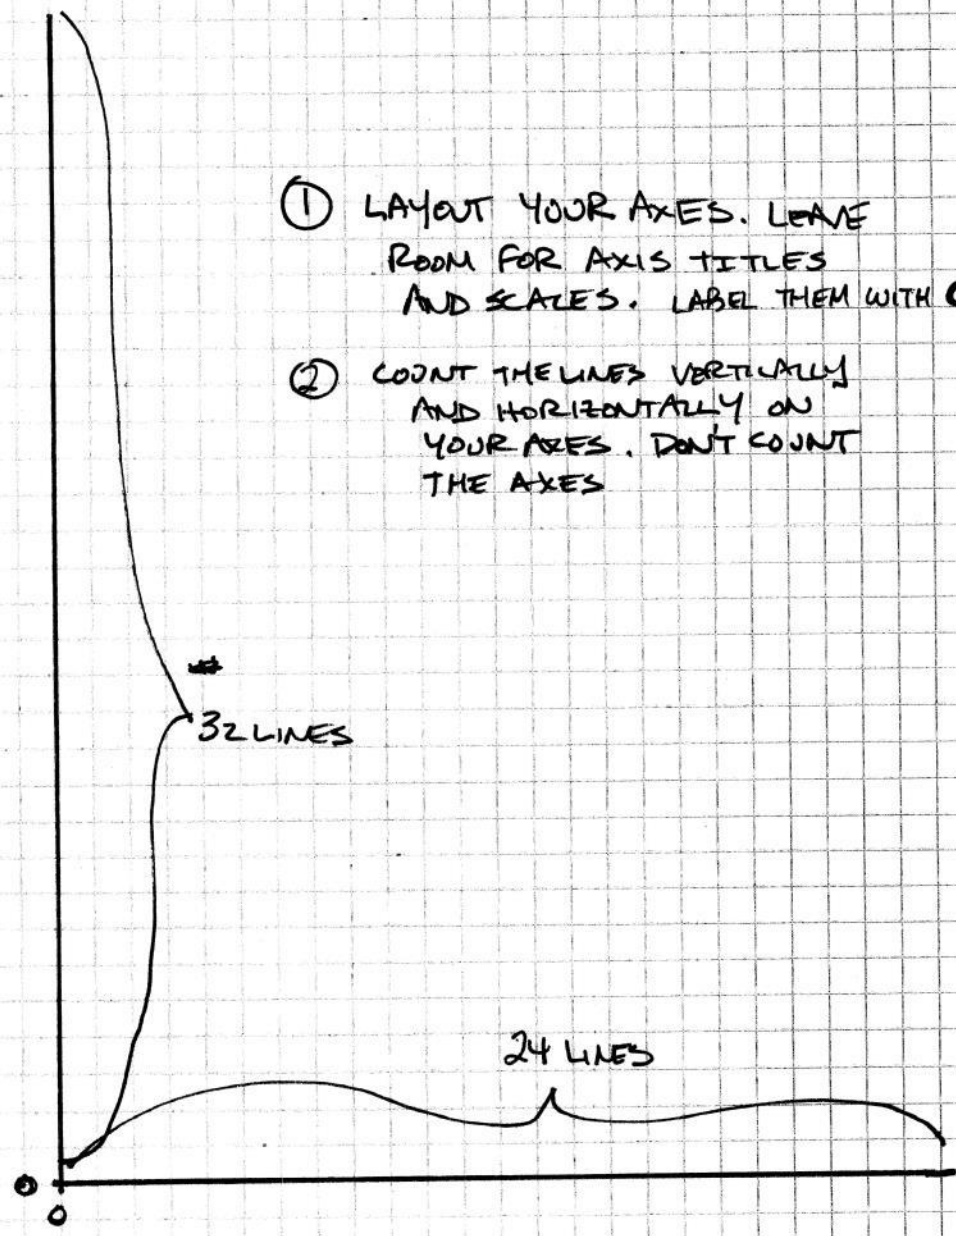 ① LAYOUT YOUR AXES. LEAVE
ROOM FOR AXIS TITLES
AND SCALES. LABEL THEM WITH 0
② COUNT THE LINES VERTICALLY
AND HORIZONTALLY ON
YOUR AXES. DON'T COUNT
THE AXES
32 LINES
24 LINES
0
0